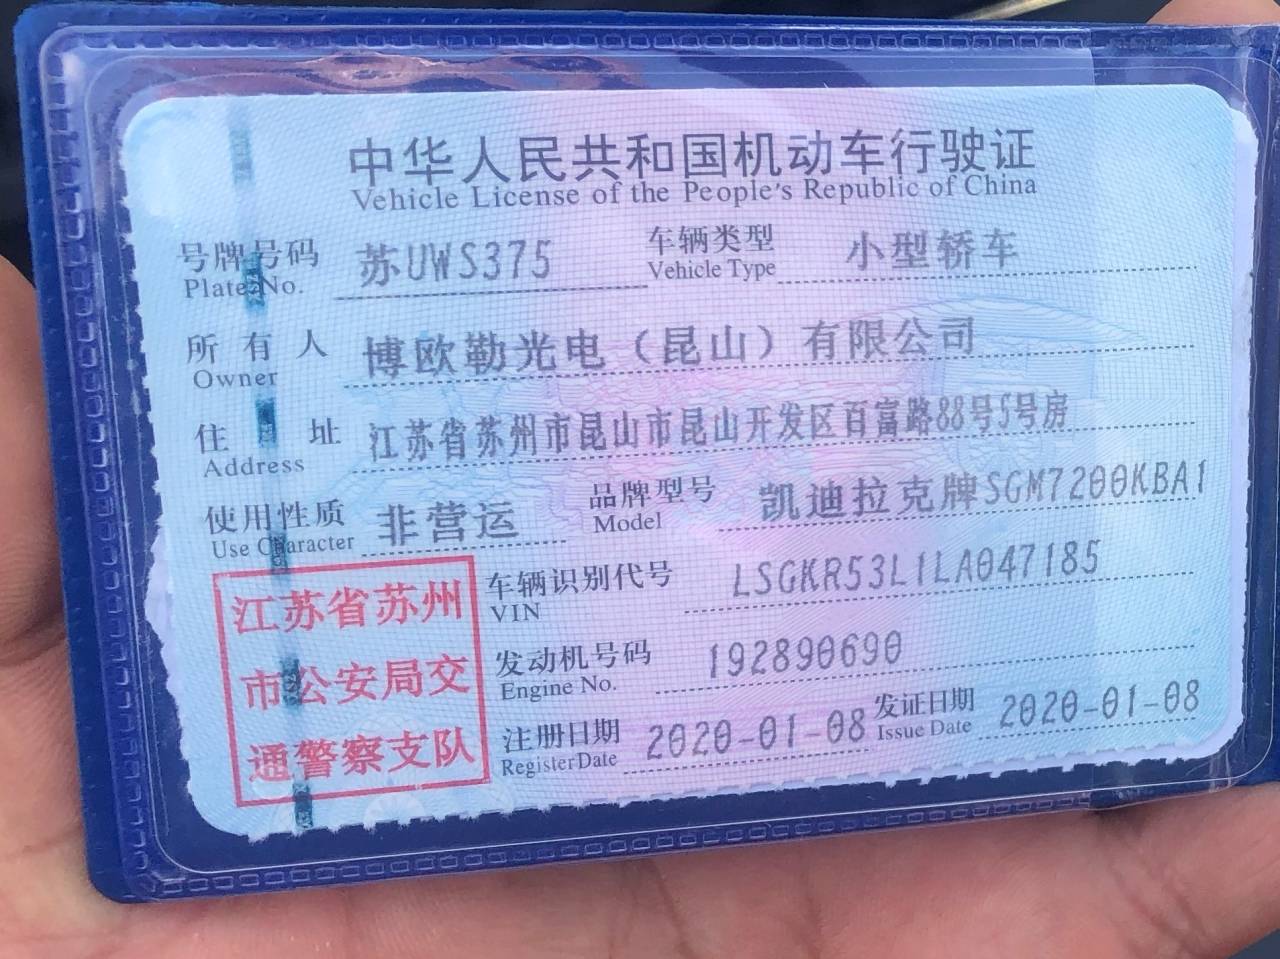 中华人民共和国机动车行驶证
Vehicle License of the People's Republic of China
号牌号码 苏UWS375 车辆类型 小型轿车
Plate No. Vehicle Type
所有人 博欧勒光电（昆山）有限公司
Owner
住址 江苏省苏州市昆山市昆山开发区百富路88号5号房
Address
使用性质 非营运 品牌型号 凯迪拉克牌SGM7200KBA1
Use Character Model
江苏省苏州
市公安局交
通警察支队
车辆识别代号 LSGKR53L1LA047185
VIN
发动机号码 192890690
Engine No.
注册日期 2020-01-08 发证日期 2020-01-08
Register Date Issue Date